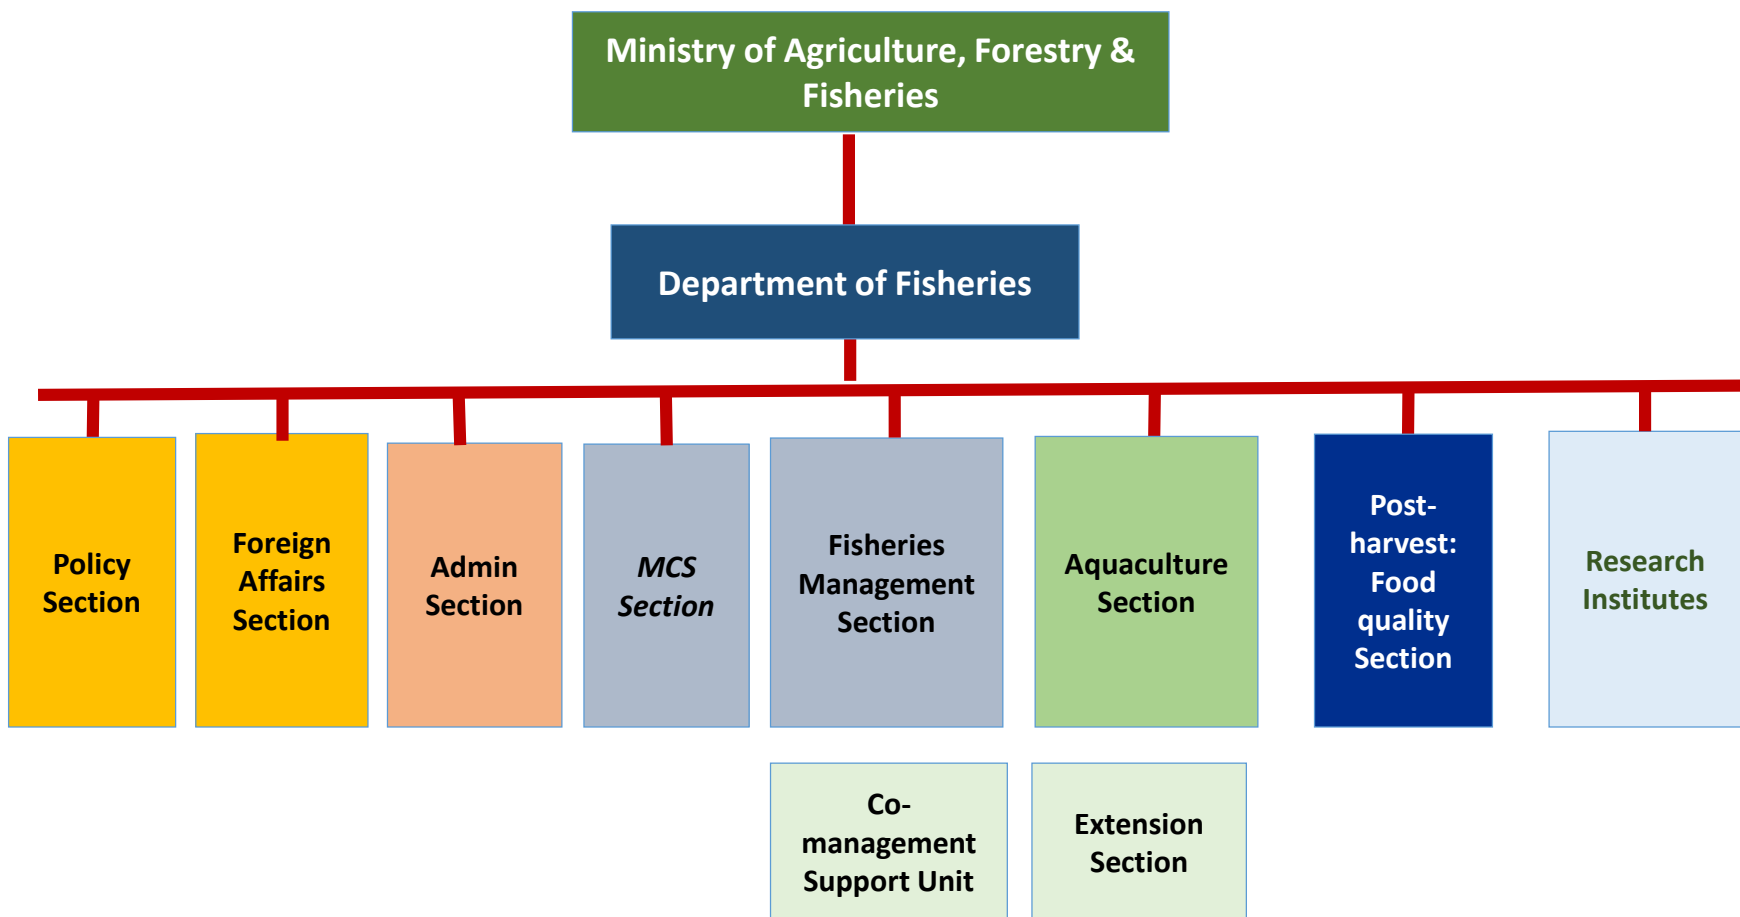 Ministry of Agriculture, Forestry &
Fisheries
Department of Fisheries
Policy
Section
Foreign
Affairs
Section
Admin
Section
MCS
Section
Fisheries
Management
Section
Aquaculture
Section
Post-
harvest:
Food
quality
Section
Research
Institutes
Co-
management
Support Unit
Extension
Section